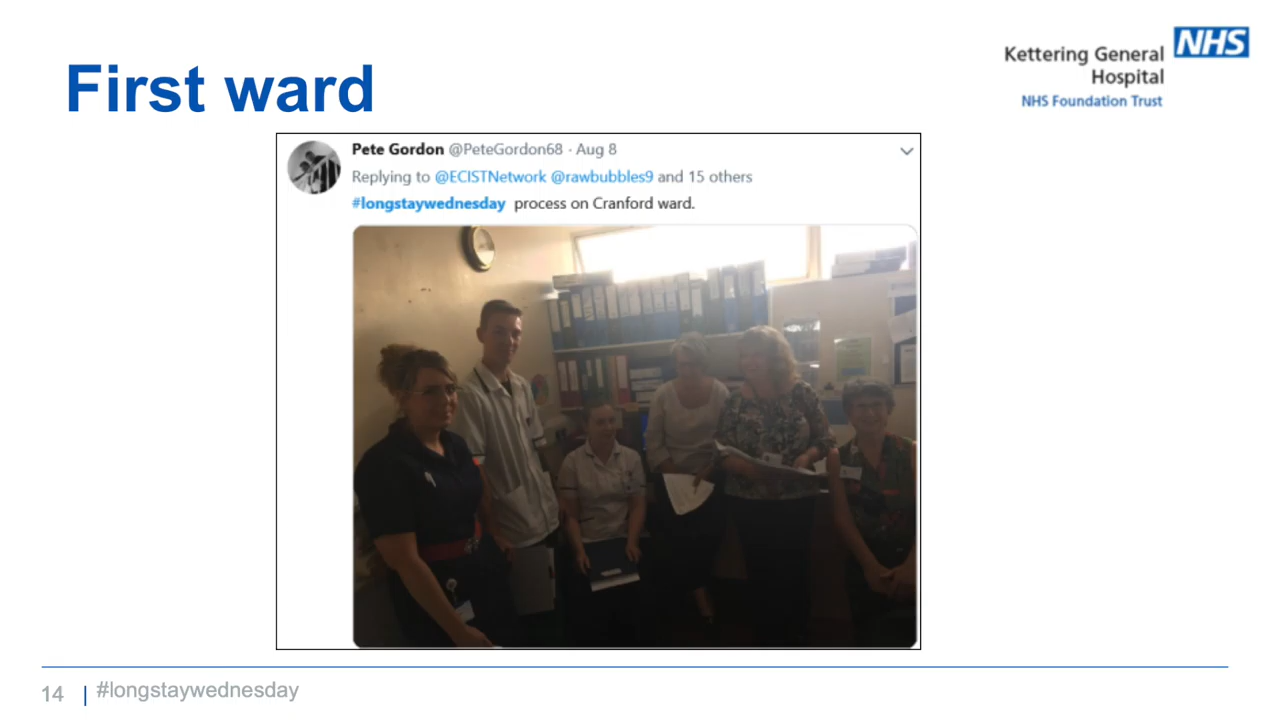 First ward
Kettering General
Hospital
NHS
NHS Foundation Trust
Pete Gordon @PeteGordon68 · Aug 8
Replying to @ECISTNetwork @rawbubbles9 and 15 others
#longstaywednesday process on Cranford ward.
14
#longstaywednesday